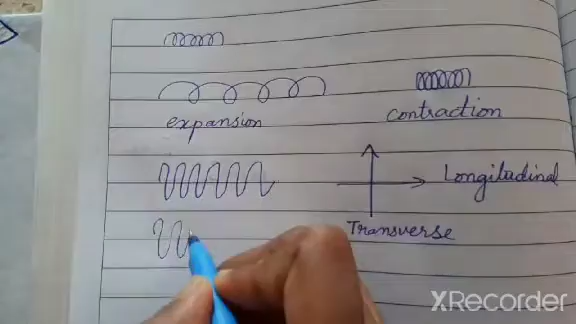 expansion
contraction
Longitudinal
Transverse
XRecorder